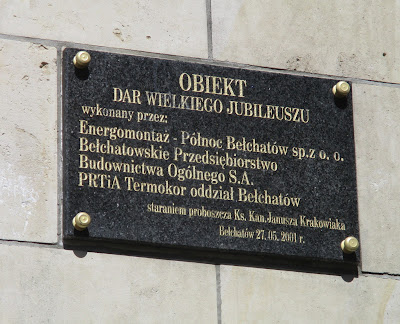 OBIEKT
DAR WIELKIEGO JUBILEUSZU
wykonany przez:
Energomontaż - Północ Bełchatów sp.z o. o.
Bełchatowskie Przedsiębiorstwo
Budownictwa Ogólnego S.A.
PRTiA Termokor oddział Bełchatów
staraniem proboszcza Ks. Kan.Janusza Krakowiaka
Bełchatów 27. 05. 2001 r.